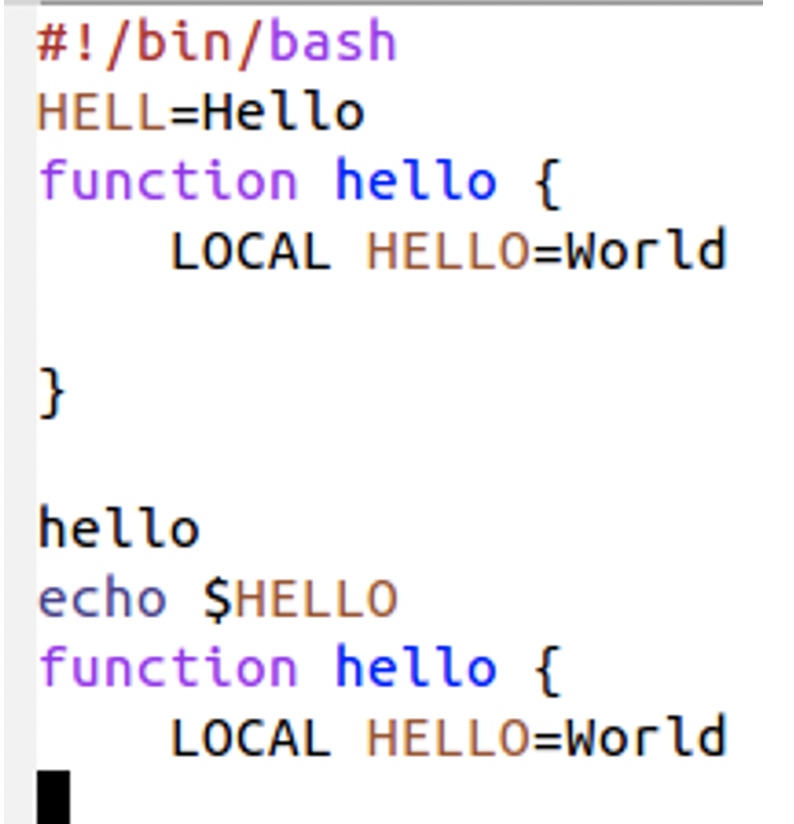 #!/bin/bash
HELL=Hello
function hello {
    LOCAL HELLO=World
}
hello
echo $HELLO
function hello {
    LOCAL HELLO=World